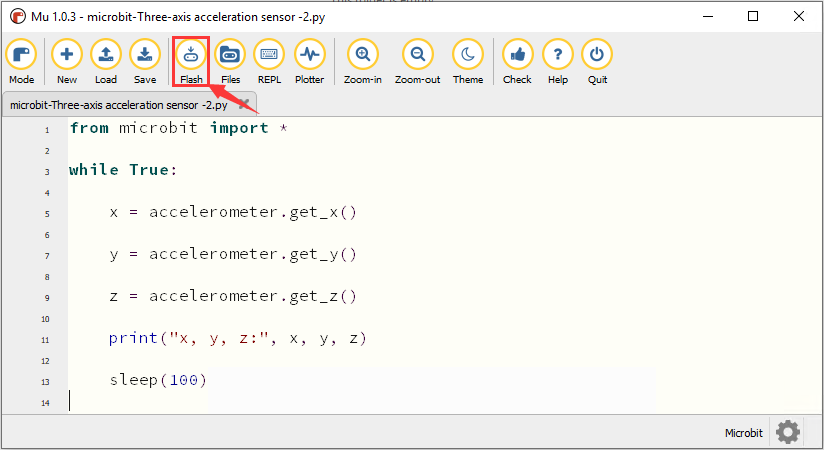 Mu 1.0.3 - microbit-Three-axis acceleration sensor -2.py
Mode New Load Save Flash Files REPL Plotter Zoom-in Zoom-out Theme Check Help Quit
microbit-Three-axis acceleration sensor -2.py
1 from microbit import *
2
3 while True:
4
5 x = accelerometer.get_x()
6
7 y = accelerometer.get_y()
8
9 z = accelerometer.get_z()
10
11 print("x, y, z:", x, y, z)
12
13 sleep(100)
14
Microbit